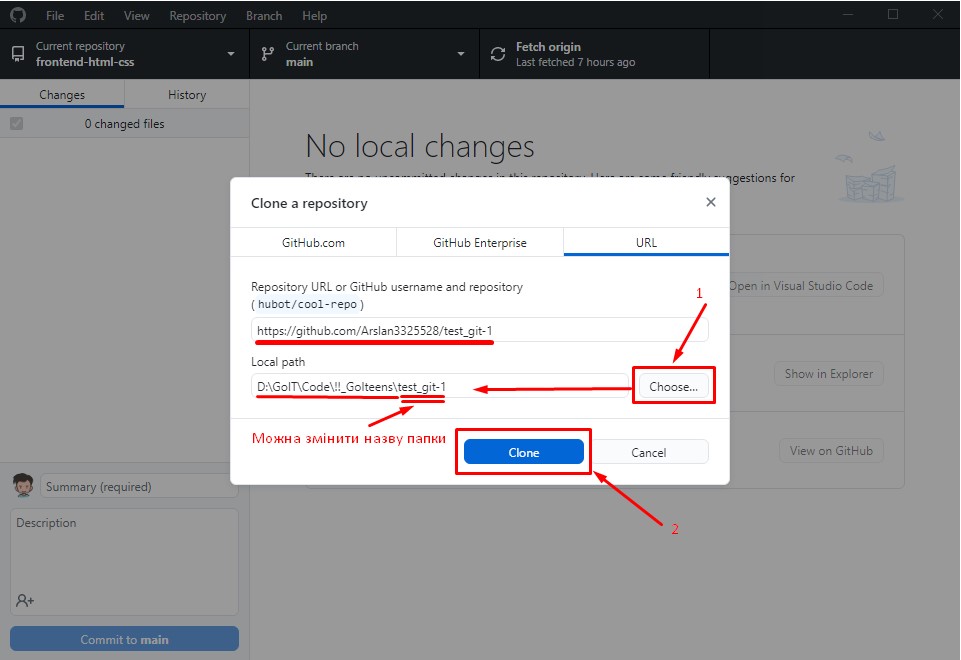 File Edit View Repository Branch Help
Current repository
frontend-html-css
Current branch
main
Fetch origin
Last fetched 7 hours ago
Changes History
0 changed files
No local changes
There are no uncommitted changes in this repository. Here are some friendly suggestions for
Clone a repository
GitHub.com GitHub Enterprise URL
Repository URL or GitHub username and repository
(hubot/cool-repo)
1
https://github.com/Arslan3325528/test_git-1
Local path
D:\GoIT\Code\!!_GoIteens\test_git-1
Choose...
Можна змінити назву папки
Clone Cancel
2
Open in Visual Studio Code
Show in Explorer
View on GitHub
Summary (required)
Description
Commit to main